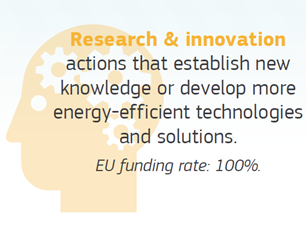 Research & innovation
actions that establish new
knowledge or develop more
energy-efficient technologies
and solutions.
EU funding rate: 100%.